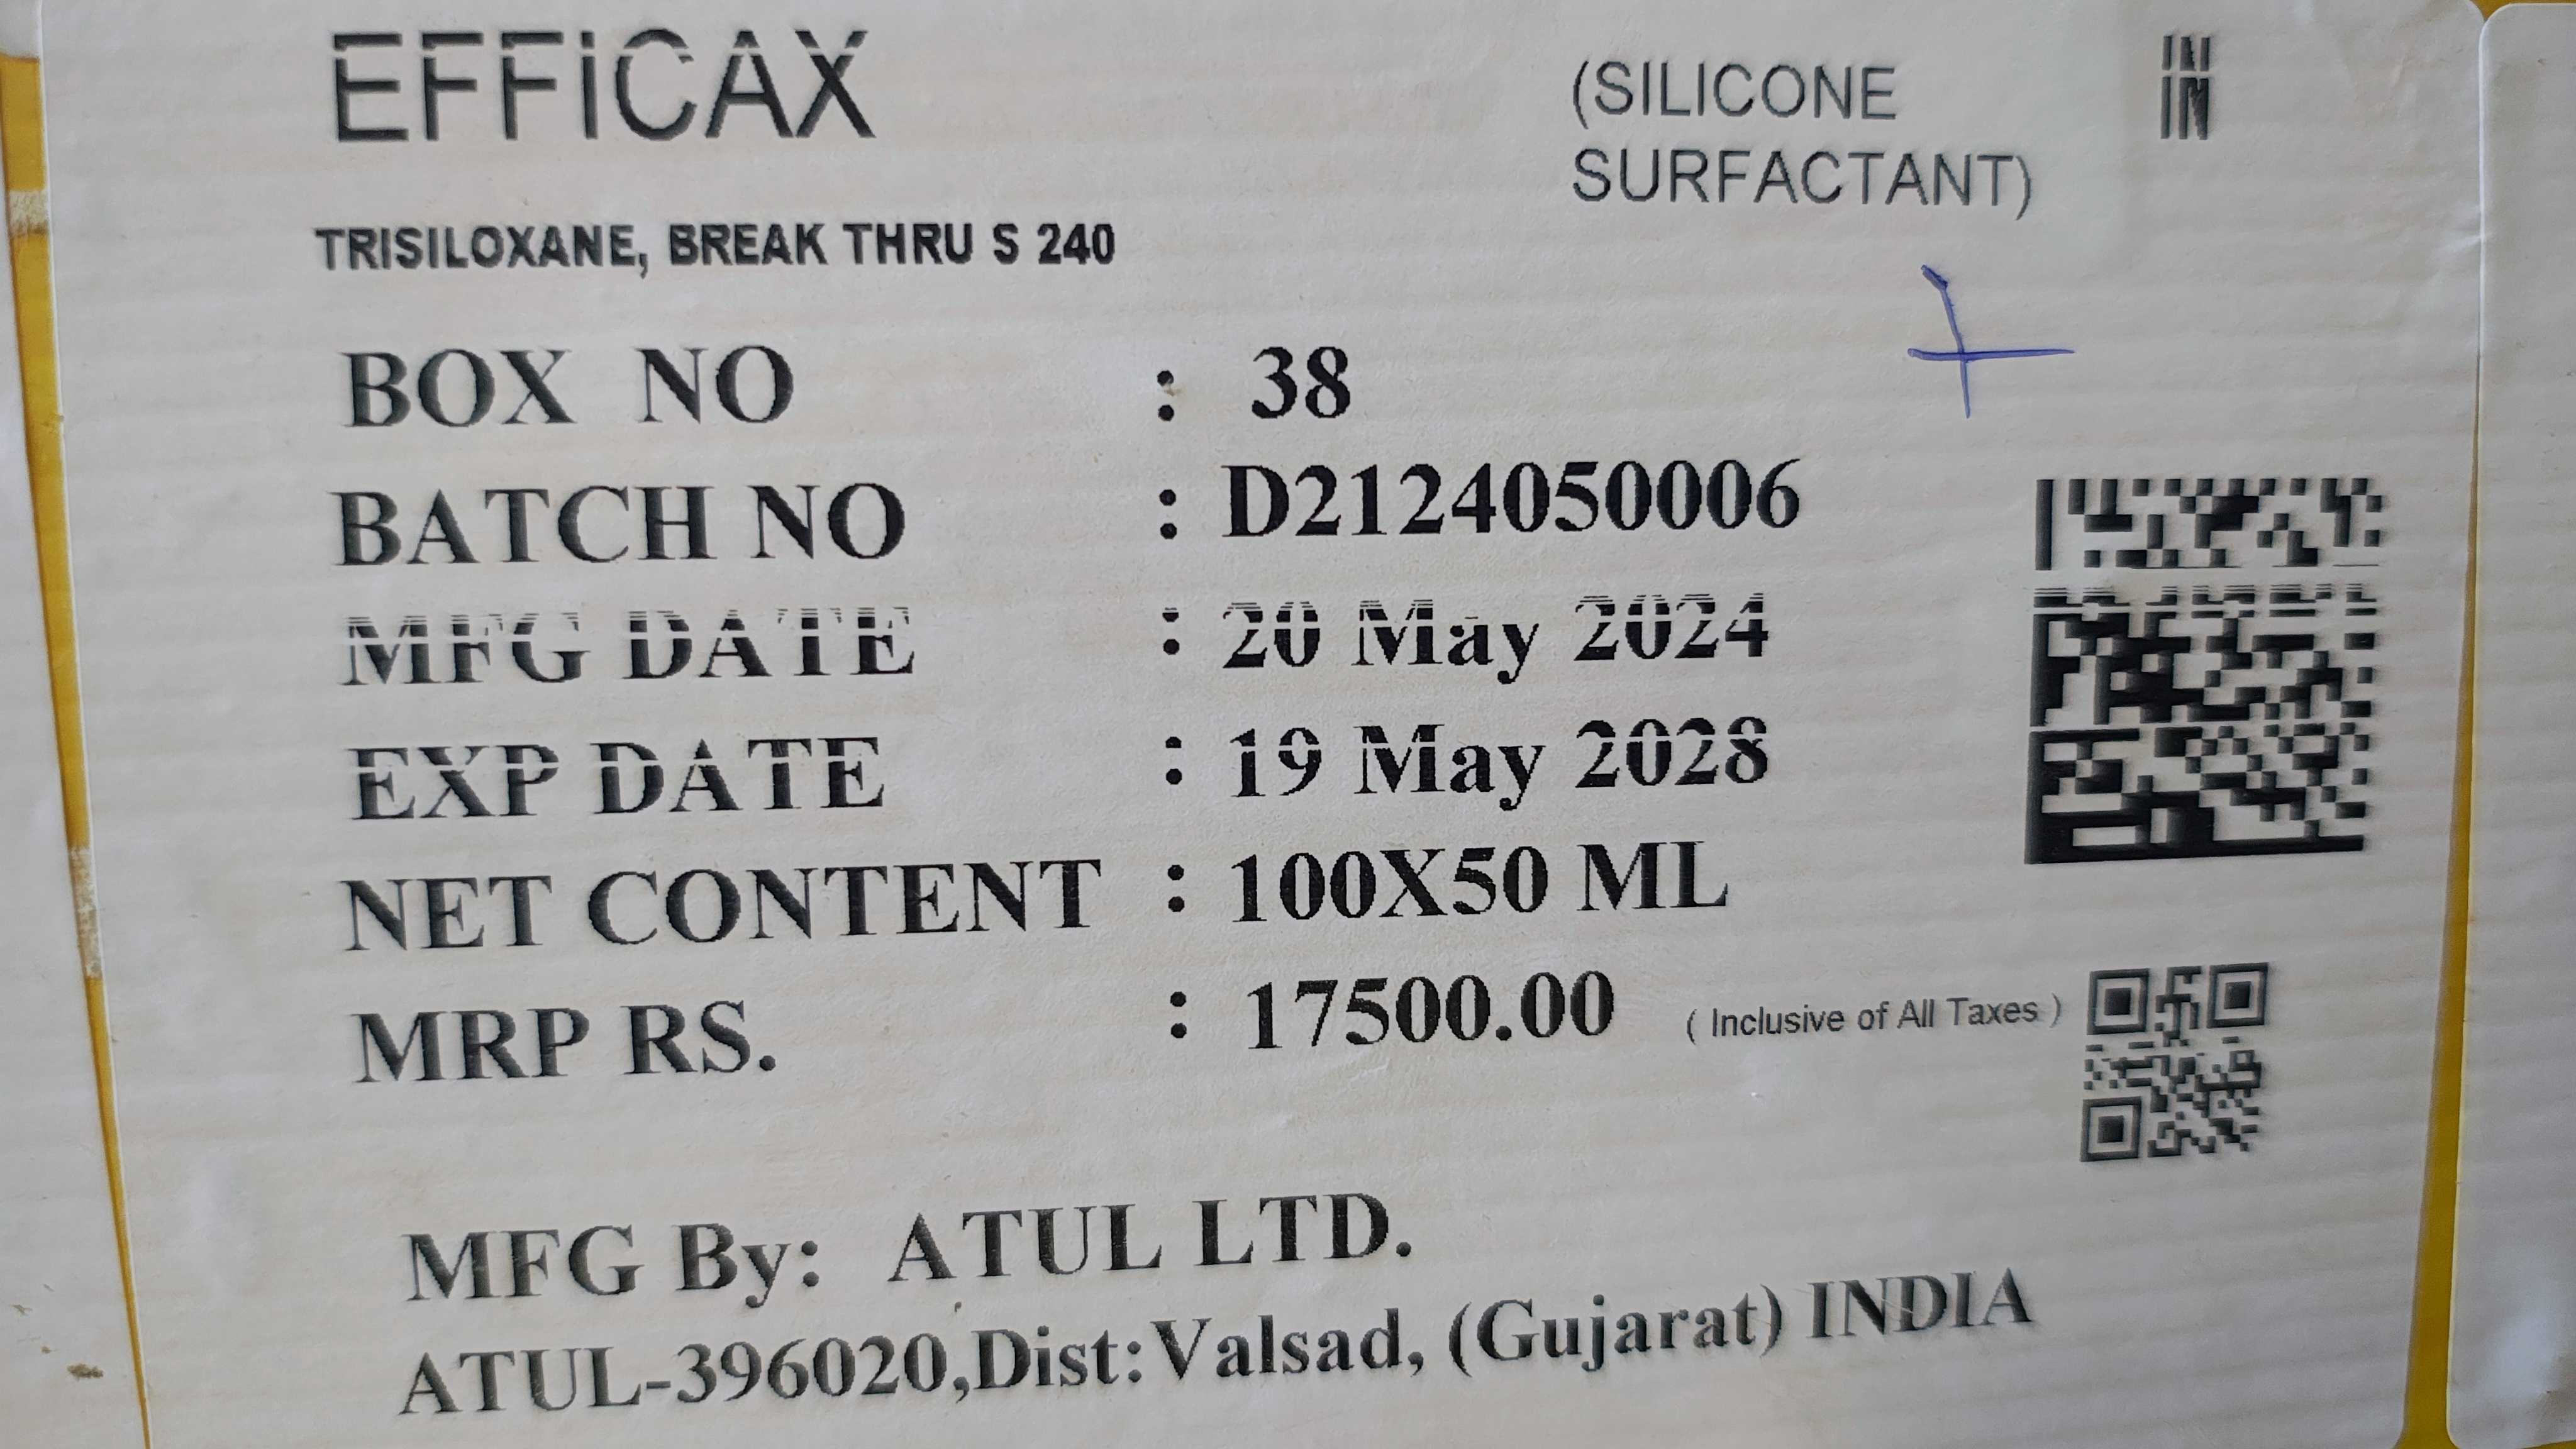 EFFiCAX
(SILICONE
SURFACTANT)
TRISILOXANE, BREAK THRU S 240
BOX NO : 38
BATCH NO : D2124050006
MFG DATE : 20 May 2024
EXP DATE : 19 May 2028
NET CONTENT : 100X50 ML
MRP RS. : 17500.00 ( Inclusive of All Taxes )
MFG By: ATUL LTD.
ATUL-396020,Dist:Valsad, (Gujarat) INDIA